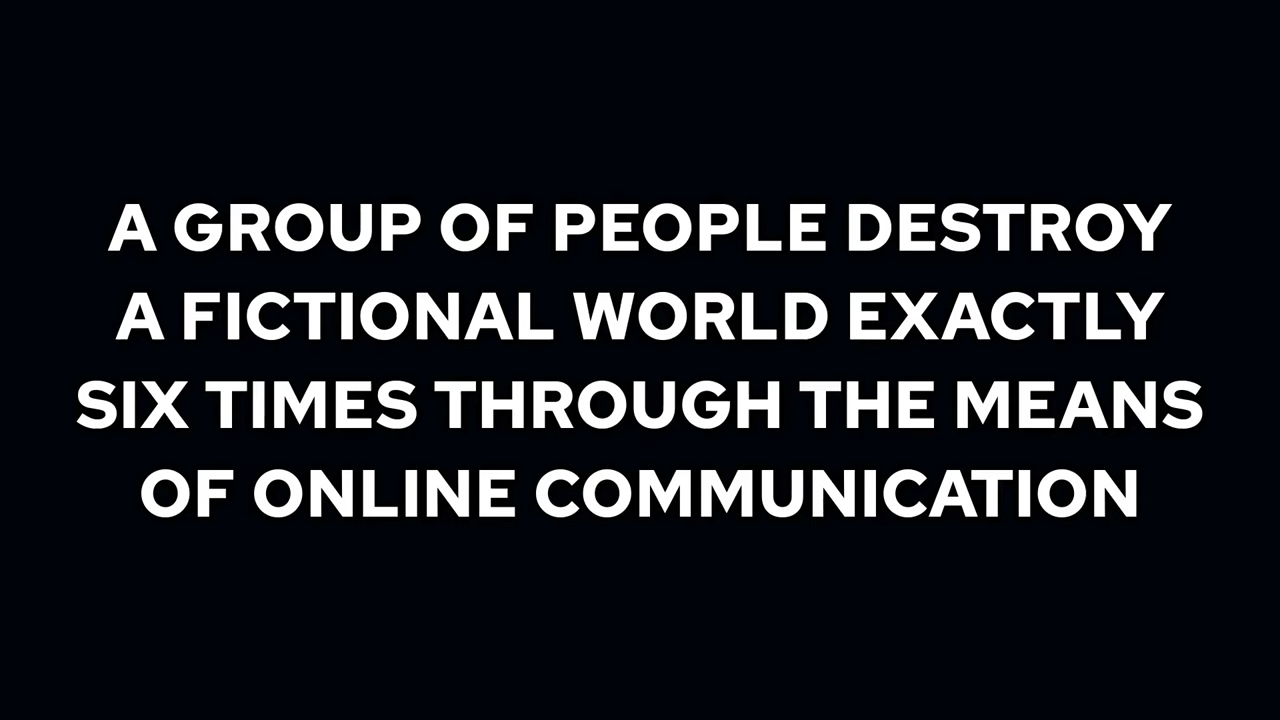 A GROUP OF PEOPLE DESTROY
A FICTIONAL WORLD EXACTLY
SIX TIMES THROUGH THE MEANS
OF ONLINE COMMUNICATION